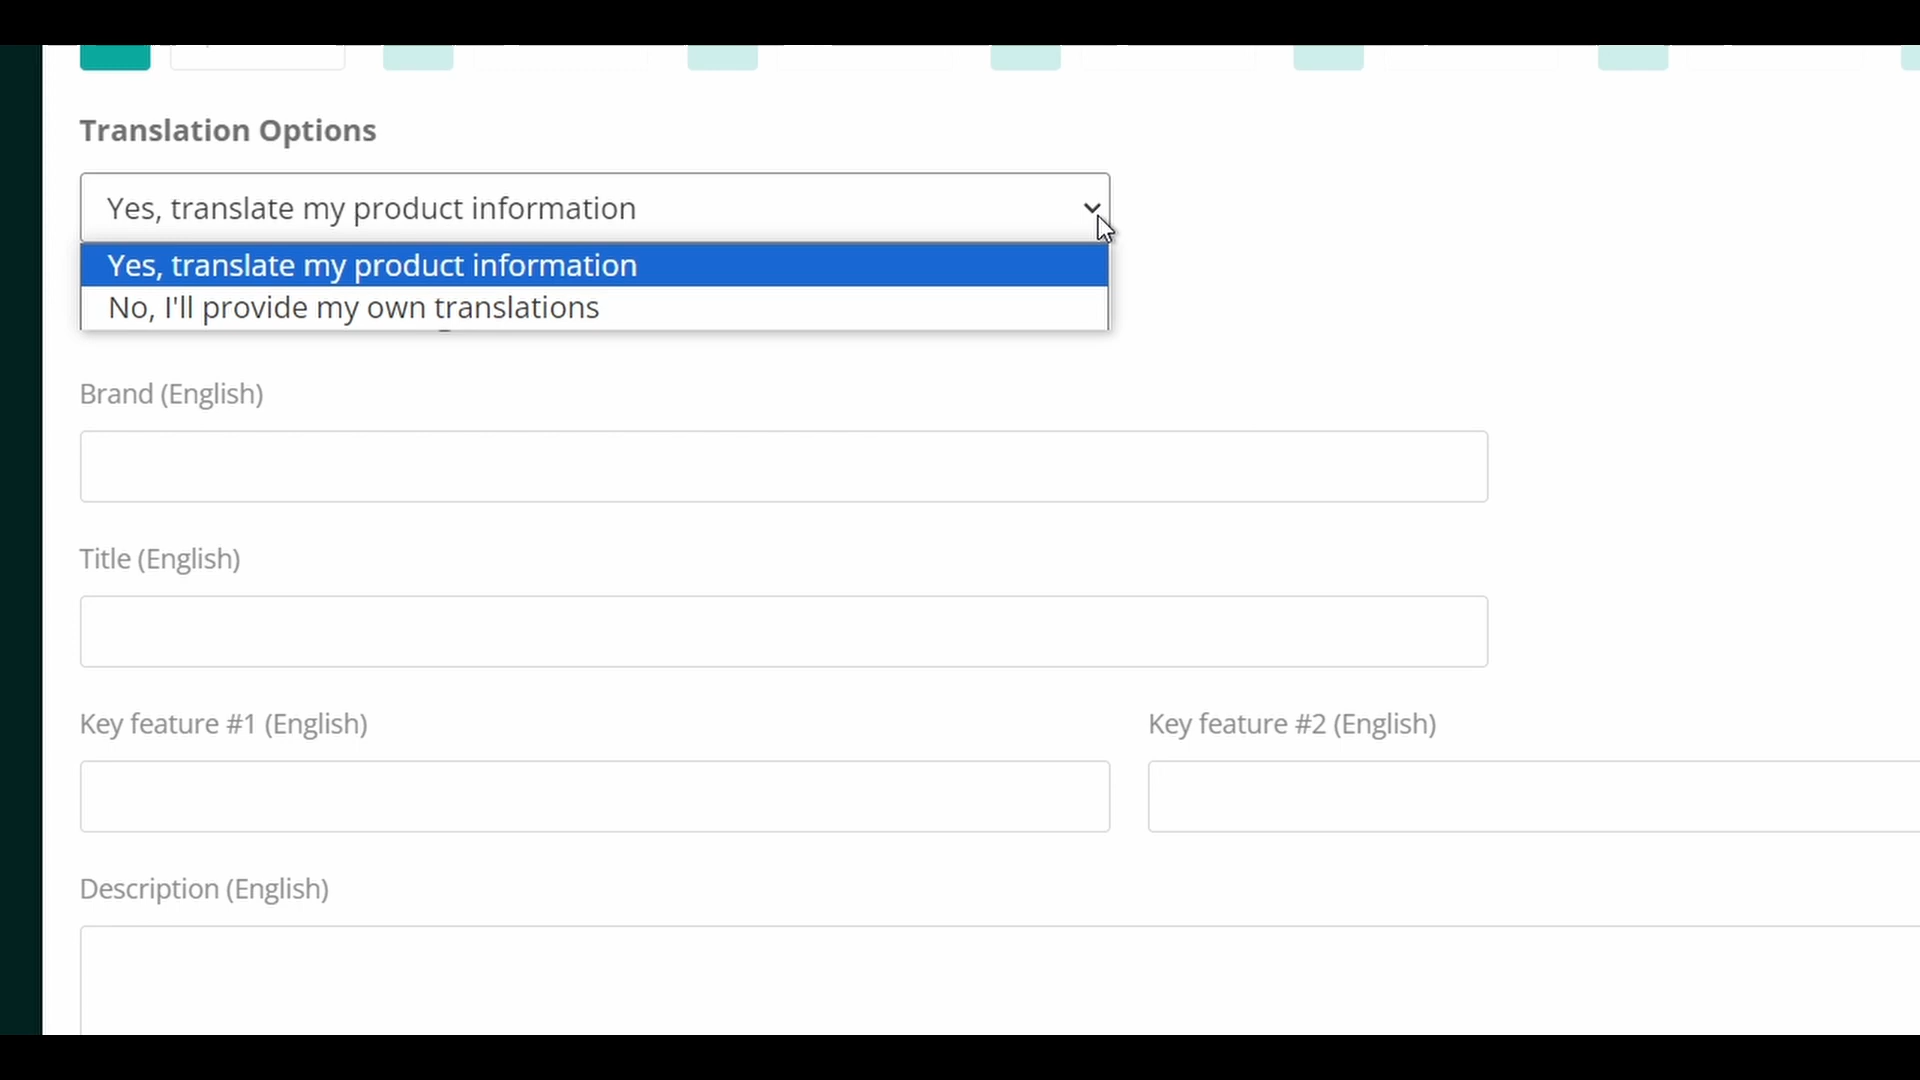 Translation Options
Yes, translate my product information
Yes, translate my product information
No, I'll provide my own translations
Brand (English)
Title (English)
Key feature #1 (English)
Key feature #2 (English)
Description (English)